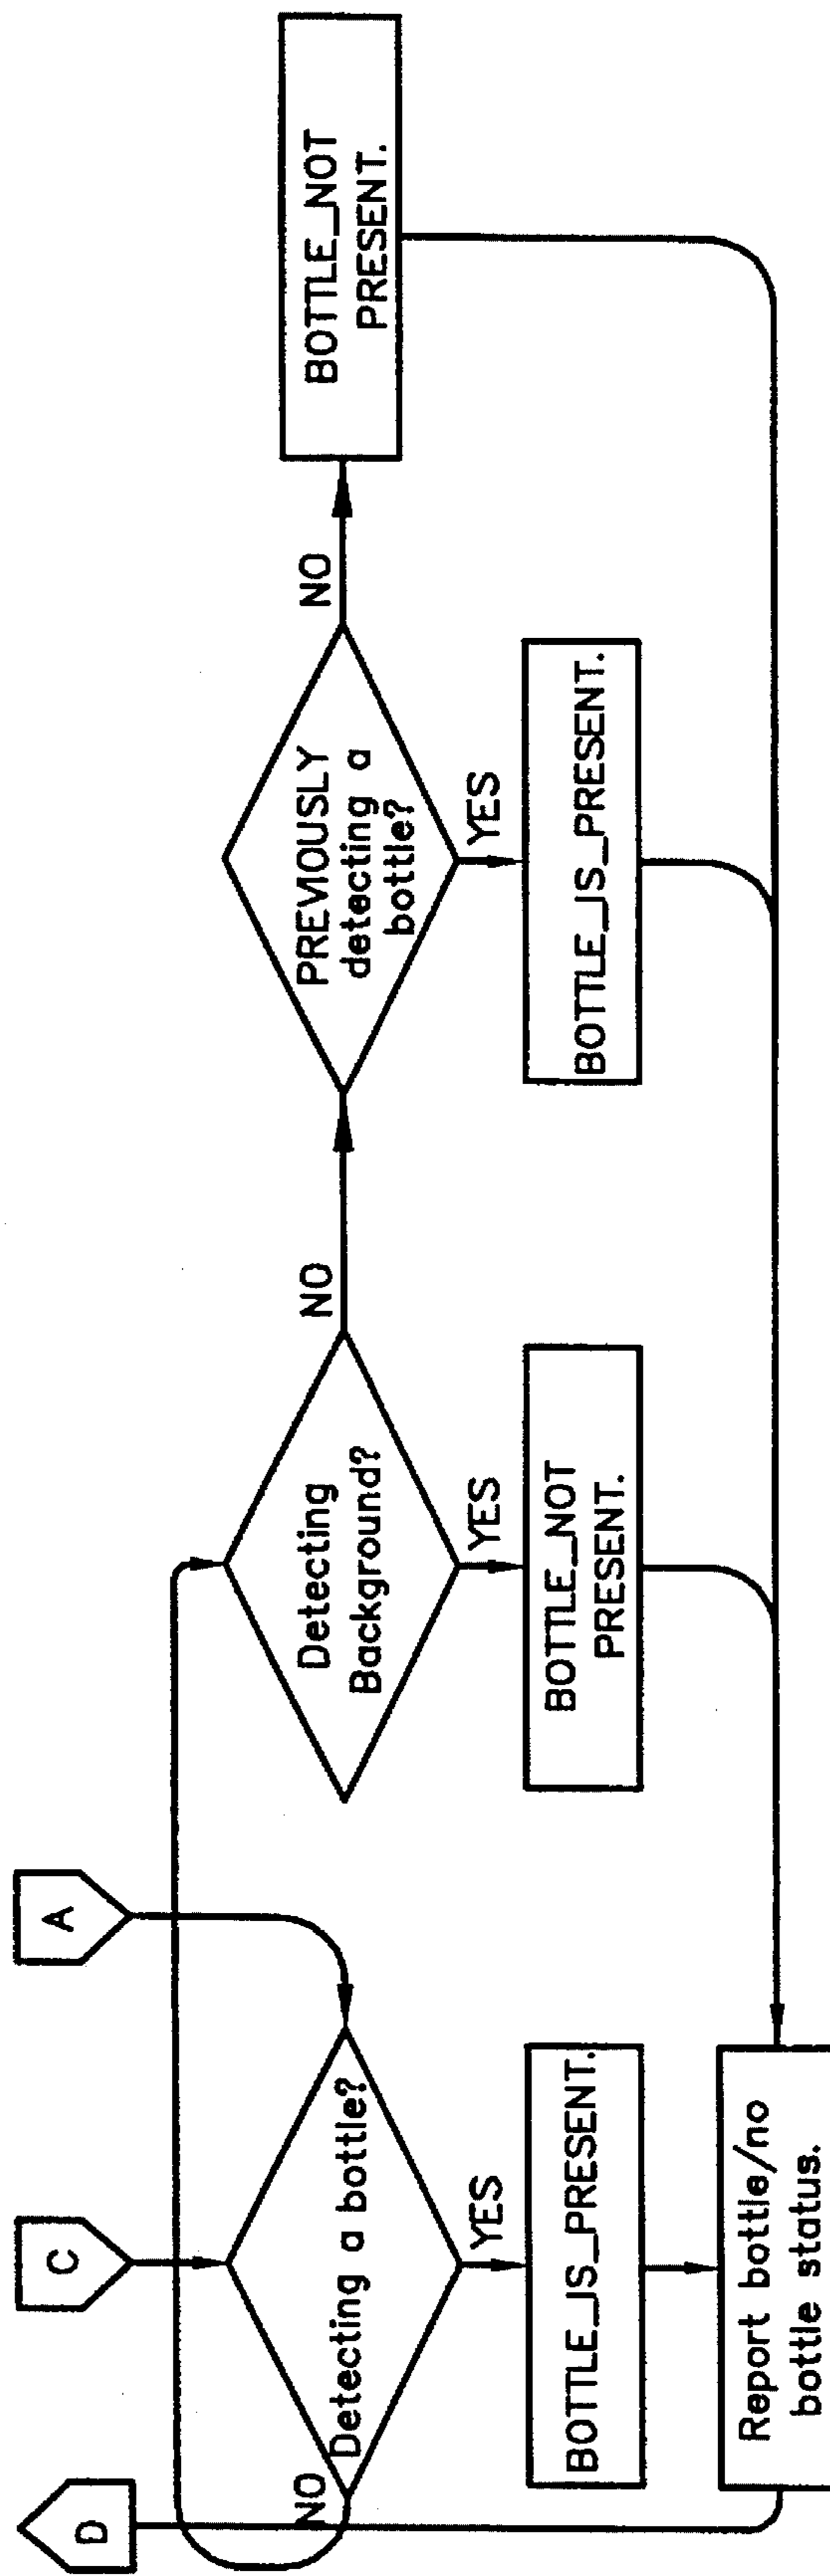 D
C
A
NO
Detecting a bottle?
YES
BOTTLE_IS_PRESENT.
Report bottle/no
bottle status.
Detecting
Background?
NO
YES
BOTTLE_NOT
PRESENT.
PREVIOUSLY
detecting a
bottle?
NO
YES
BOTTLE_IS_PRESENT.
BOTTLE_NOT
PRESENT.